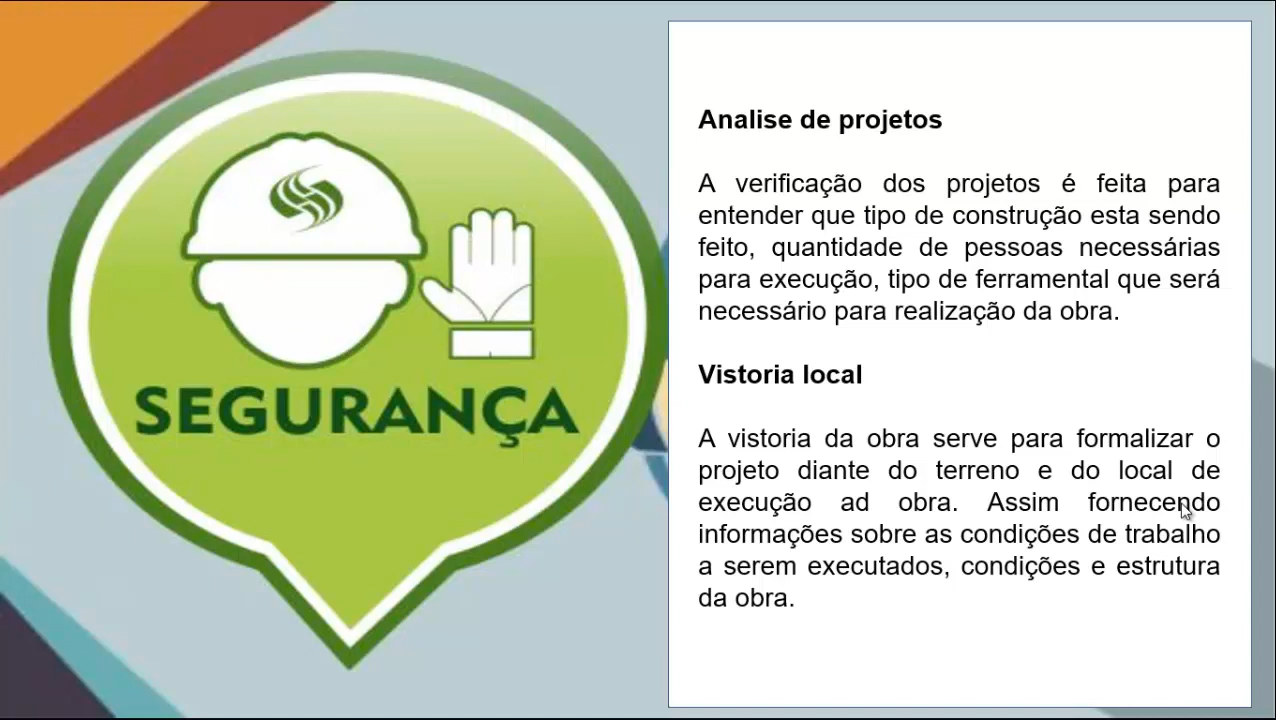 SEGURANÇA
Analise de projetos
A verificação dos projetos é feita para
entender que tipo de construção esta sendo
feito, quantidade de pessoas necessárias
para execução, tipo de ferramental que será
necessário para realização da obra.
Vistoria local
A vistoria da obra serve para formalizar o
projeto diante do terreno e do local de
execução ad obra. Assim fornecendo
informações sobre as condições de trabalho
a serem executados, condições e estrutura
da obra.